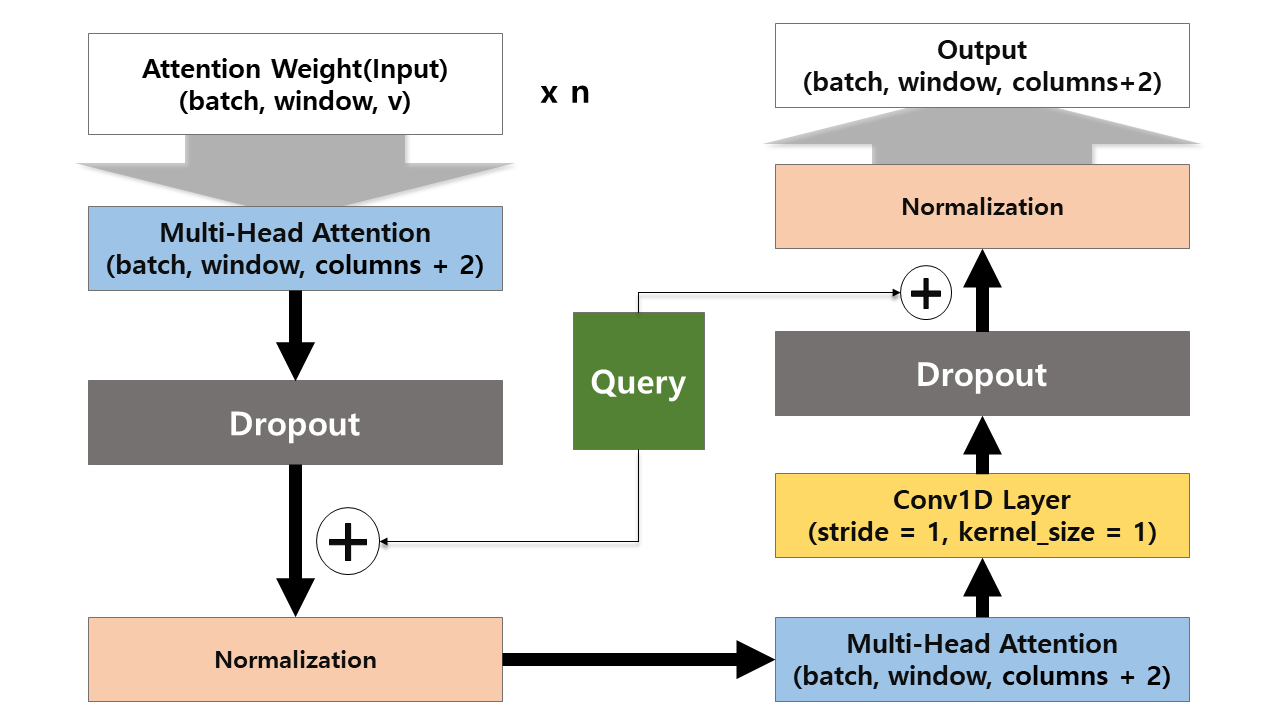 Attention Weight(Input)
(batch, window, v)
x n
Multi-Head Attention
(batch, window, columns + 2)
Dropout
Normalization
Query
Output
(batch, window, columns+2)
Normalization
Dropout
Conv1D Layer
(stride = 1, kernel_size = 1)
Multi-Head Attention
(batch, window, columns + 2)